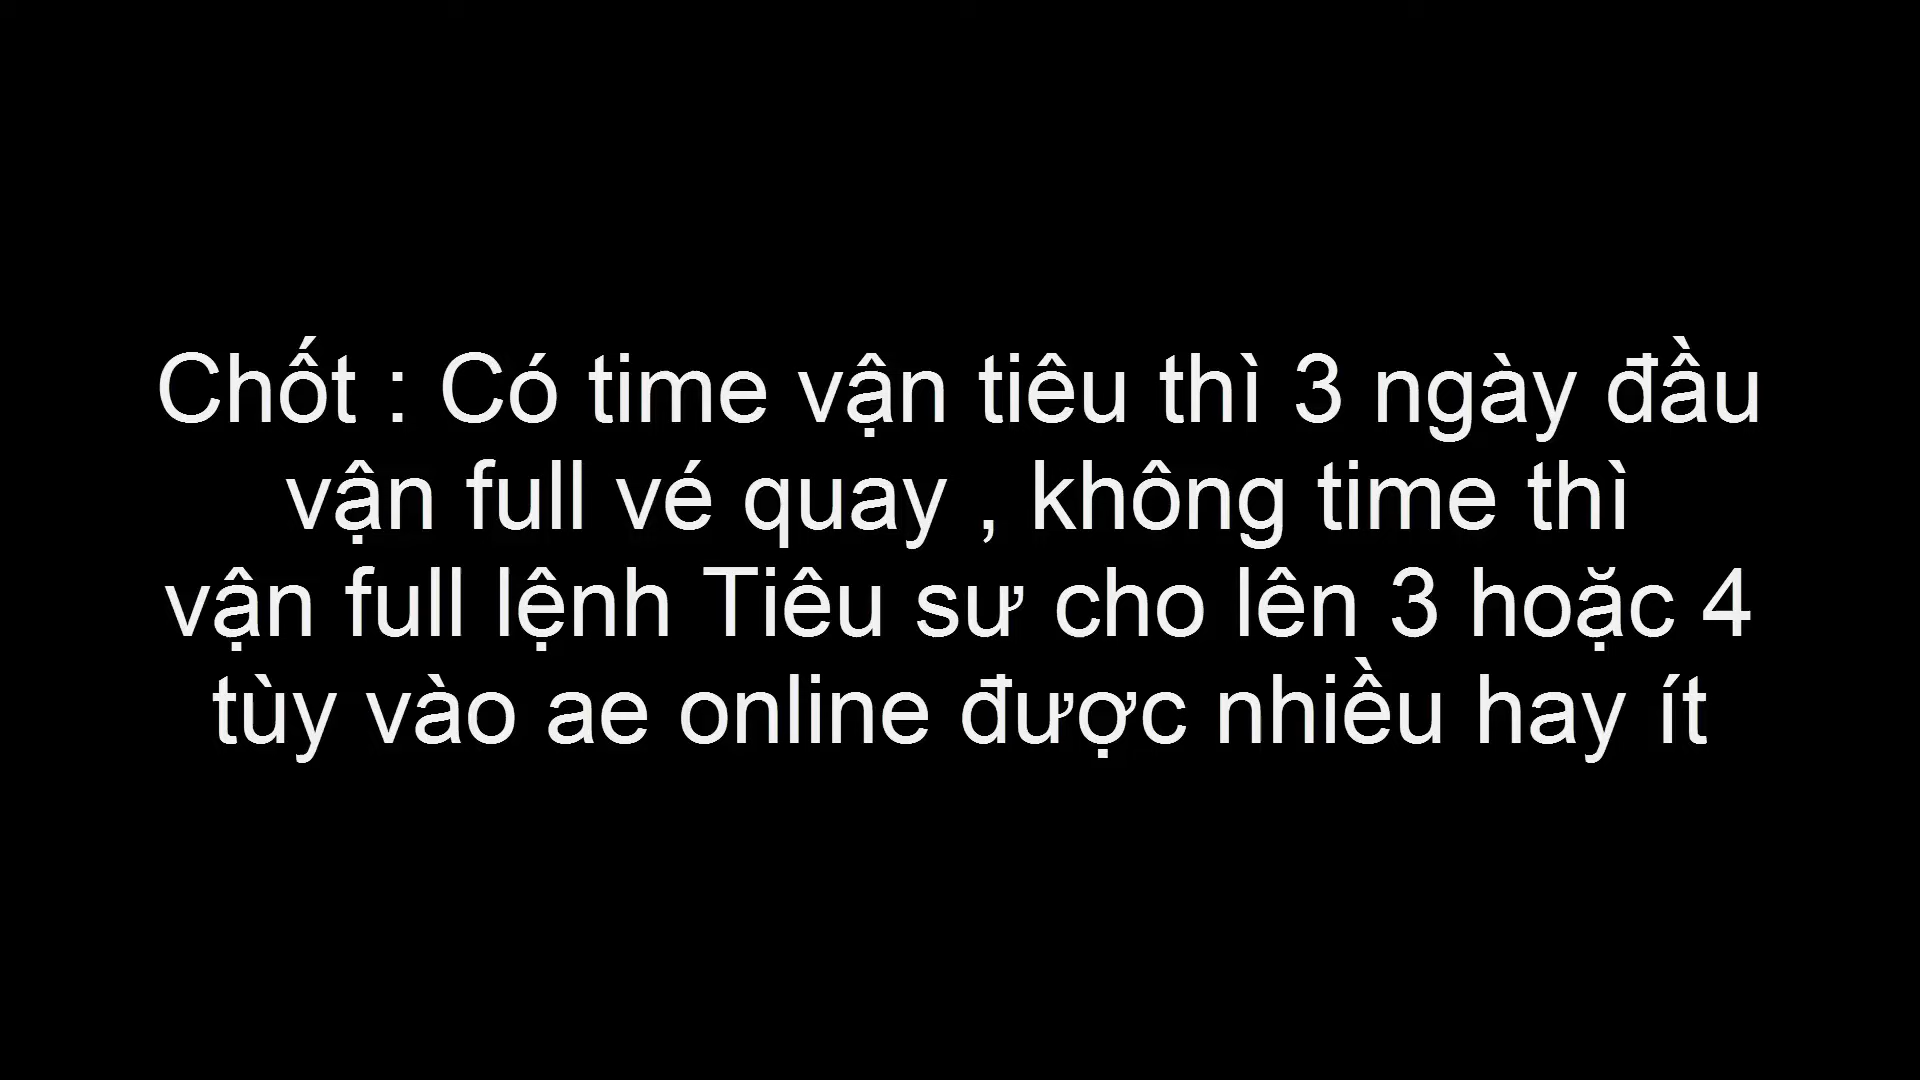 Chốt : Có time vận tiêu thì 3 ngày đầu
vận full vé quay , không time thì
vận full lệnh Tiêu sư cho lên 3 hoặc 4
tùy vào ae online được nhiều hay ít